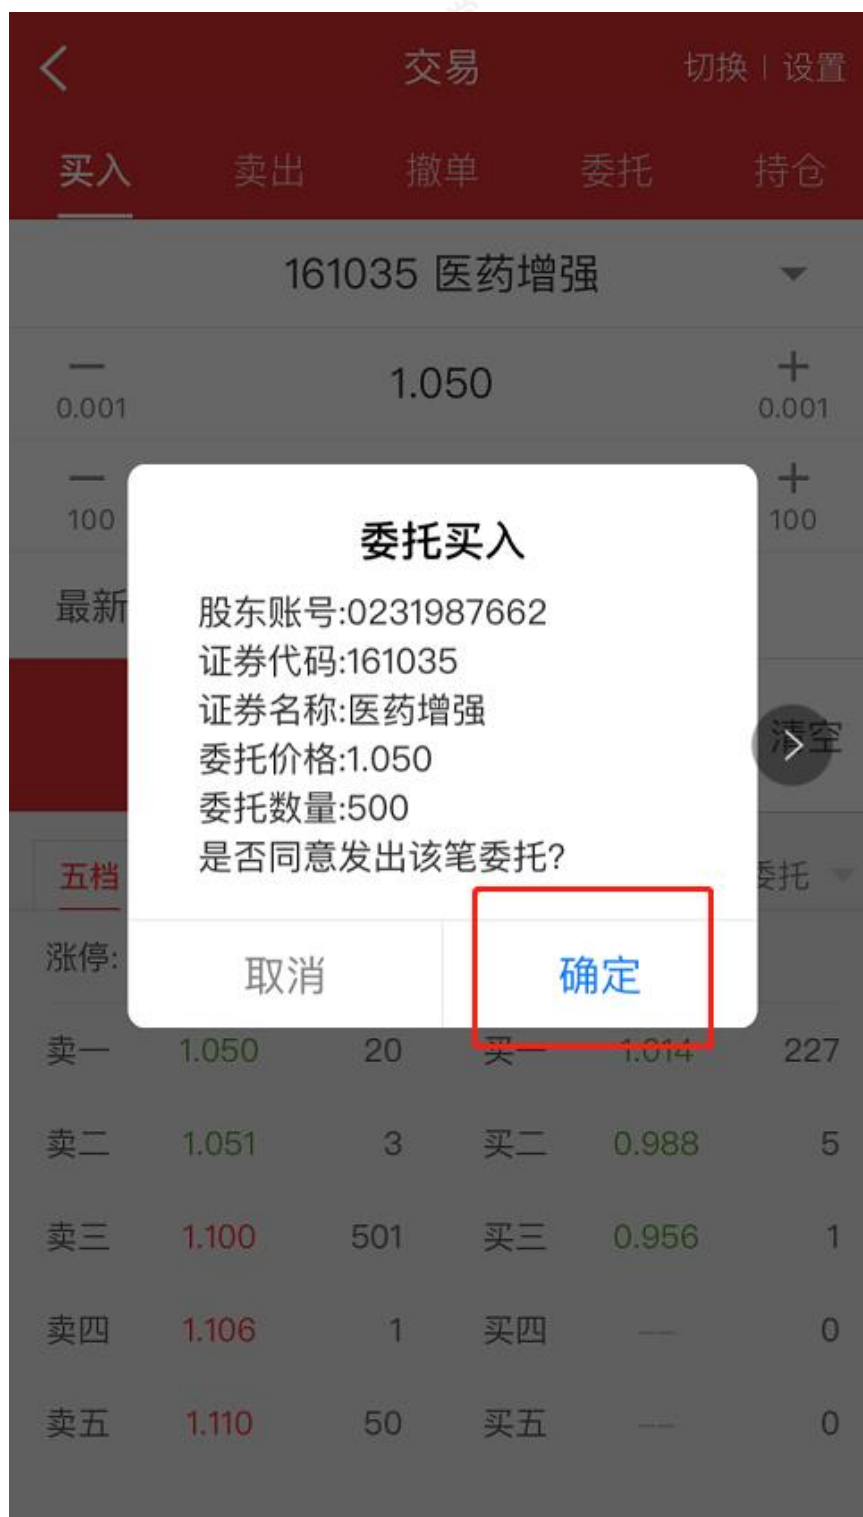 交易
切换 | 设置
买入 卖出 撤单 委托 持仓
161035 医药增强
— 1.050 +
0.001 0.001
— +
100 100
委托买入
最新
股东账号:0231987662
证券代码:161035
证券名称:医药增强
委托价格:1.050
委托数量:500
是否同意发出该笔委托?
清空
五档
委托
涨停:
取消 确定
卖一 1.050 20 买一 1.014 227
卖二 1.051 3 买二 0.988 5
卖三 1.100 501 买三 0.956 1
卖四 1.106 1 买四 —— 0
卖五 1.110 50 买五 —— 0